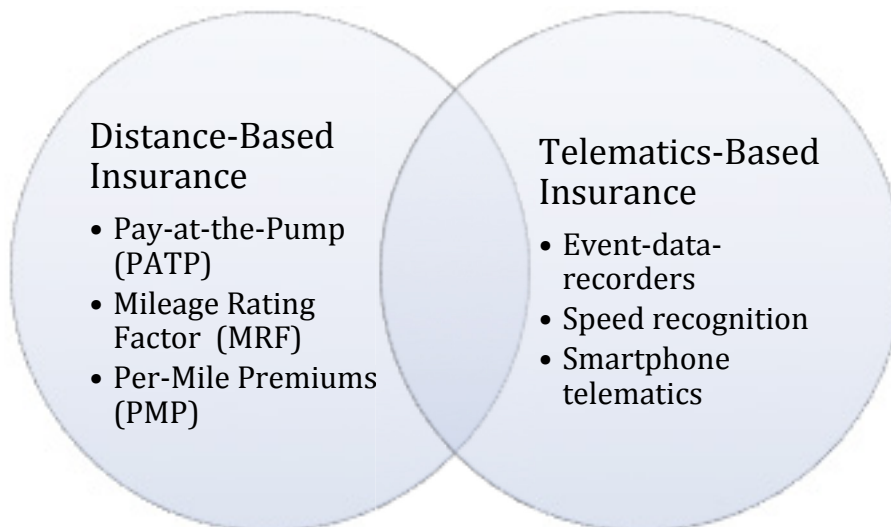 Distance-Based
Insurance
• Pay-at-the-Pump
(PATP)
• Mileage Rating
Factor (MRF)
• Per-Mile Premiums
(PMP)
Telematics-Based
Insurance
• Event-data-
recorders
• Speed recognition
• Smartphone
telematics